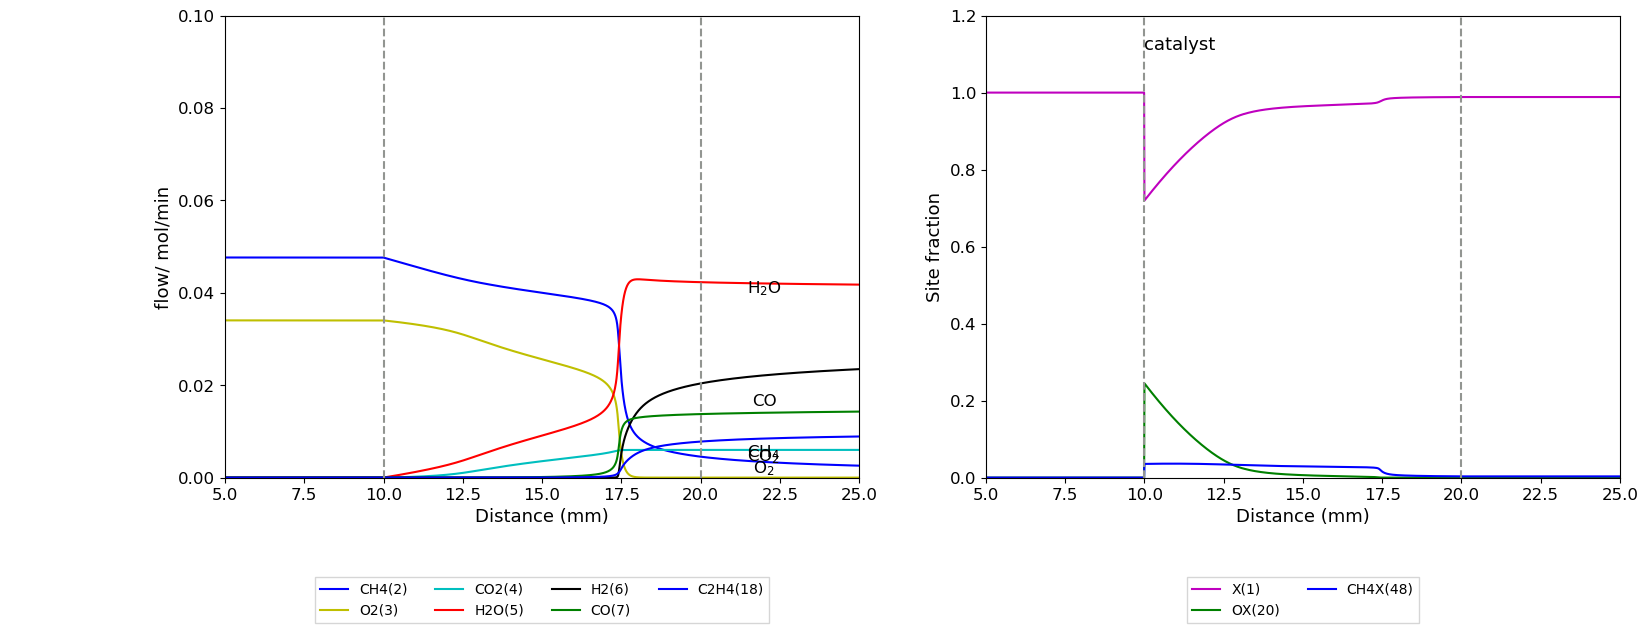 0.10
0.08
0.06
0.04
0.02
0.00
flow/ mol/min
H₂O
CO
CH₄
CO₂
O₂
5.0 7.5 10.0 12.5 15.0 17.5 20.0 22.5 25.0
Distance (mm)
CH4(2) CO2(4) H2(6) C2H4(18)
O2(3) H2O(5) CO(7)
1.2
1.0
0.8
0.6
0.4
0.2
0.0
Site fraction
catalyst
5.0 7.5 10.0 12.5 15.0 17.5 20.0 22.5 25.0
Distance (mm)
X(1) CH4X(48)
OX(20)